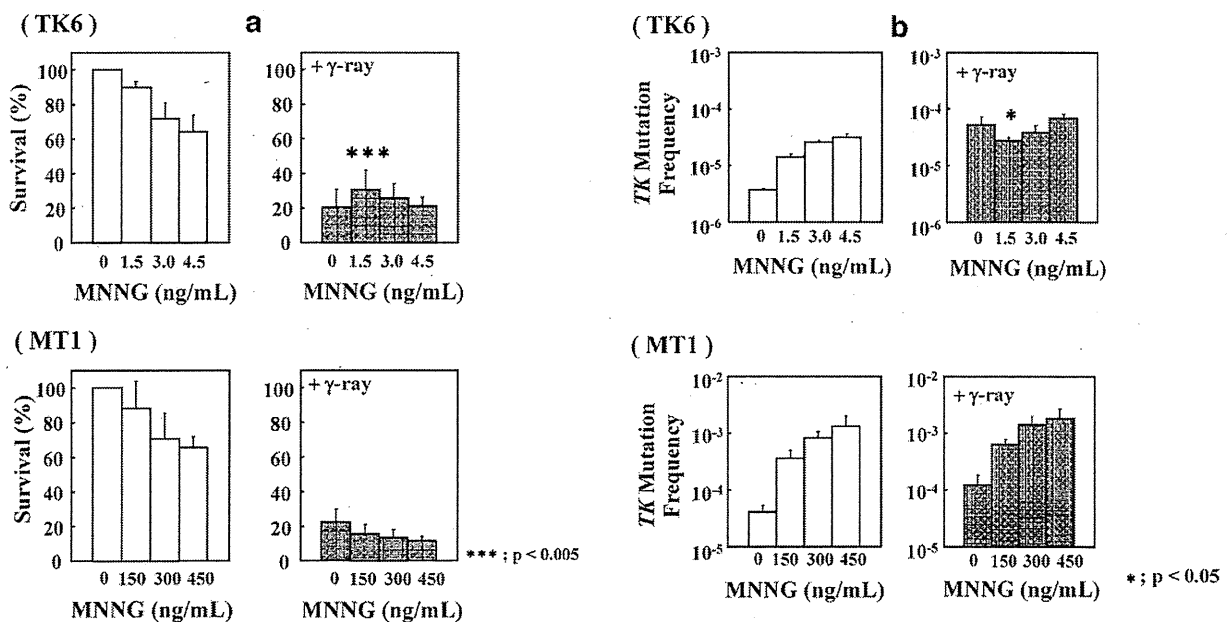 ( TK6 )
a
Survival (%)
100
80
60
40
20
0
0 1.5 3.0 4.5
MNNG (ng/mL)
+ γ-ray
***
100
80
60
40
20
0
0 1.5 3.0 4.5
MNNG (ng/mL)
( TK6 )
b
TK Mutation
Frequency
10-3
10-4
10-5
10-6
0 1.5 3.0 4.5
MNNG (ng/mL)
+ γ-ray
*
10-3
10-4
10-5
10-6
0 1.5 3.0 4.5
MNNG (ng/mL)
( MT1 )
Survival (%)
100
80
60
40
20
0
0 150 300 450
MNNG (ng/mL)
+ γ-ray
100
80
60
40
20
0
0 150 300 450
MNNG (ng/mL)
*** ; p < 0.005
( MT1 )
TK Mutation
Frequency
10-2
10-3
10-4
10-5
0 150 300 450
MNNG (ng/mL)
+ γ-ray
10-2
10-3
10-4
10-5
0 150 300 450
MNNG (ng/mL)
* ; p < 0.05